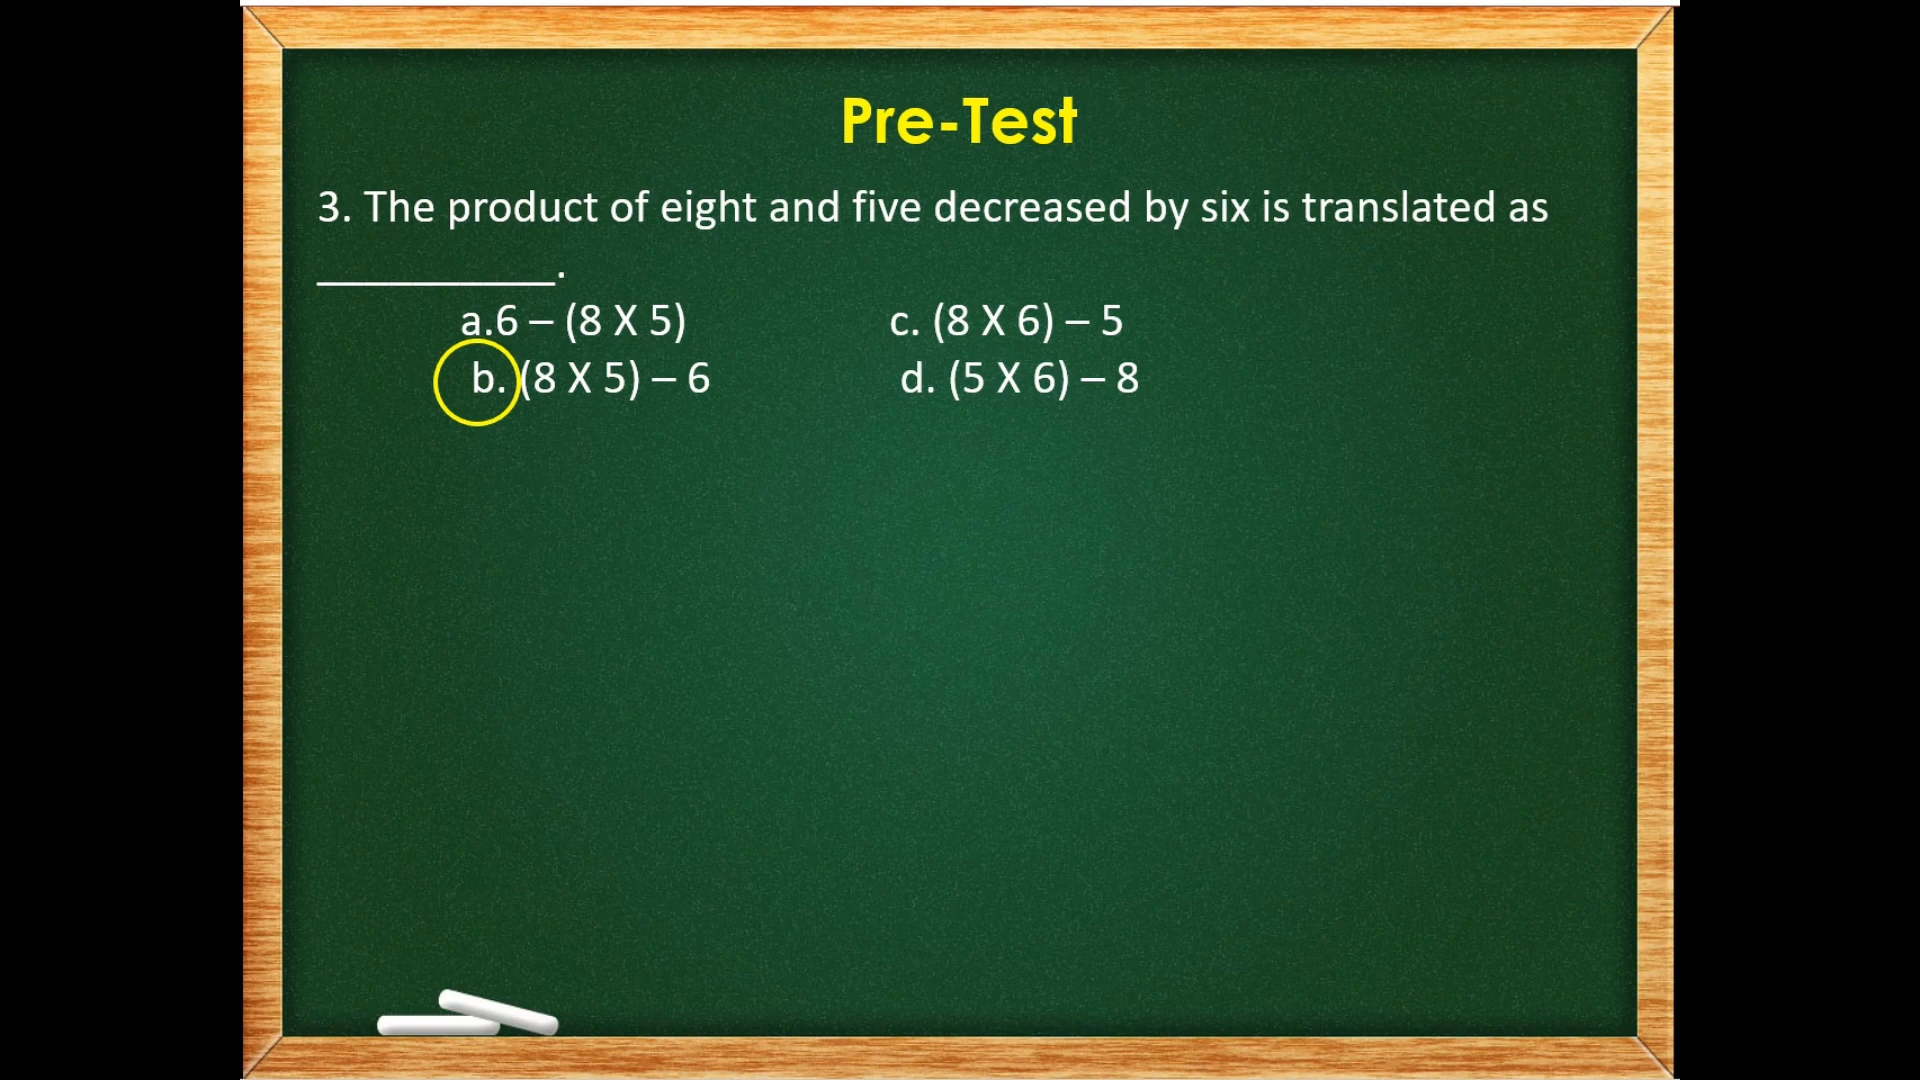 Pre-Test
3. The product of eight and five decreased by six is translated as
___________.
a.6 – (8 X 5) c. (8 X 6) – 5
b. (8 X 5) – 6 d. (5 X 6) – 8